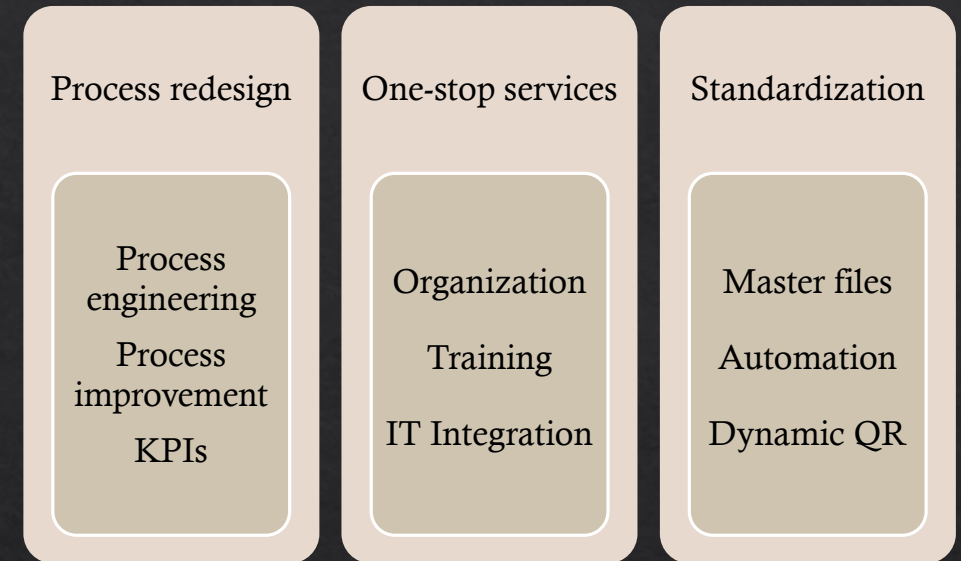 Process redesign
Process
engineering
Process
improvement
KPIs
One-stop services
Organization
Training
IT Integration
Standardization
Master files
Automation
Dynamic QR